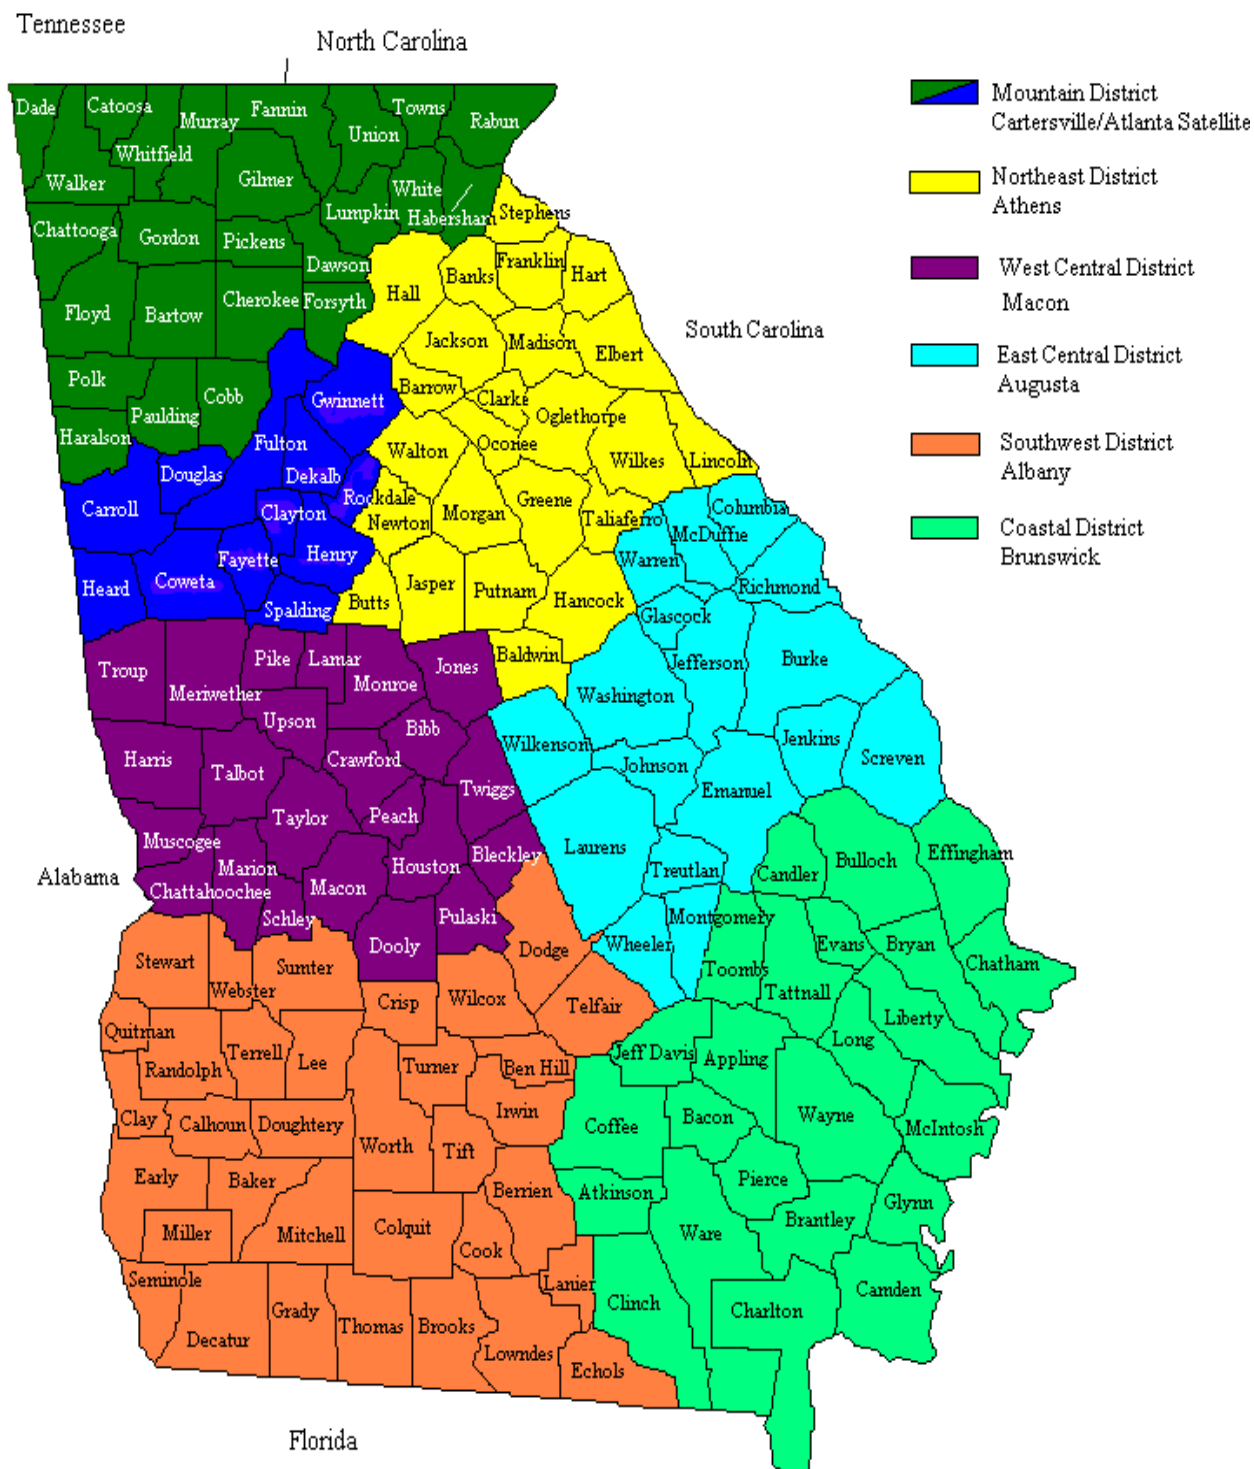 Tennessee
North Carolina
Dade
Catoosa
Murray
Fannin
Towns
Rabun
Union
Whitfield
Walker
Gilmer
White
Lumpkin
Habersham
Stephens
Chattooga
Gordon
Pickens
Dawson
Banks
Franklin
Hart
Hall
Floyd
Bartow
Cherokee
Forsyth
Jackson
Madison
Elbert
South Carolina
Polk
Cobb
Paulding
Gwinnett
Barrow
Clarke
Oglethorpe
Haralson
Fulton
Oconee
Walton
Wilkes
Lincoln
Douglas
Dekalb
Rockdale
Carroll
Clayton
Newton
Morgan
Greene
Taliaferro
Columbia
McDuffie
Henry
Fayette
Heard
Coweta
Warren
Richmond
Jasper
Putnam
Hancock
Spalding
Butts
Glascock
Baldwin
Jefferson
Burke
Troup
Pike
Lamar
Jones
Meriwether
Monroe
Washington
Upson
Bibb
Wilkenson
Jenkins
Screven
Harris
Talbot
Crawford
Johnson
Twiggs
Emanuel
Taylor
Peach
Muscogee
Laurens
Marion
Houston
Bleckley
Bulloch
Effingham
Alabama
Treutlan
Candler
Chattahoochee
Macon
Schley
Pulaski
Montgomery
Dooly
Wheeler
Evans
Bryan
Dodge
Stewart
Sumter
Webster
Toombs
Chatham
Crisp
Wilcox
Telfair
Tattnall
Liberty
Quitman
Terrell
Lee
Long
Randolph
Turner
Ben Hill
Jeff Davis
Appling
Clay
Calhoun
Doughtery
Irwin
Coffee
Bacon
Wayne
McIntosh
Worth
Tift
Early
Baker
Berrien
Atkinson
Pierce
Glynn
Miller
Mitchell
Colquit
Cook
Ware
Brantley
Seminole
Lanier
Clinch
Charlton
Camden
Decatur
Grady
Thomas
Brooks
Lowndes
Echols
Florida
Mountain District
Cartersville/Atlanta Satellite
Northeast District
Athens
West Central District
Macon
East Central District
Augusta
Southwest District
Albany
Coastal District
Brunswick